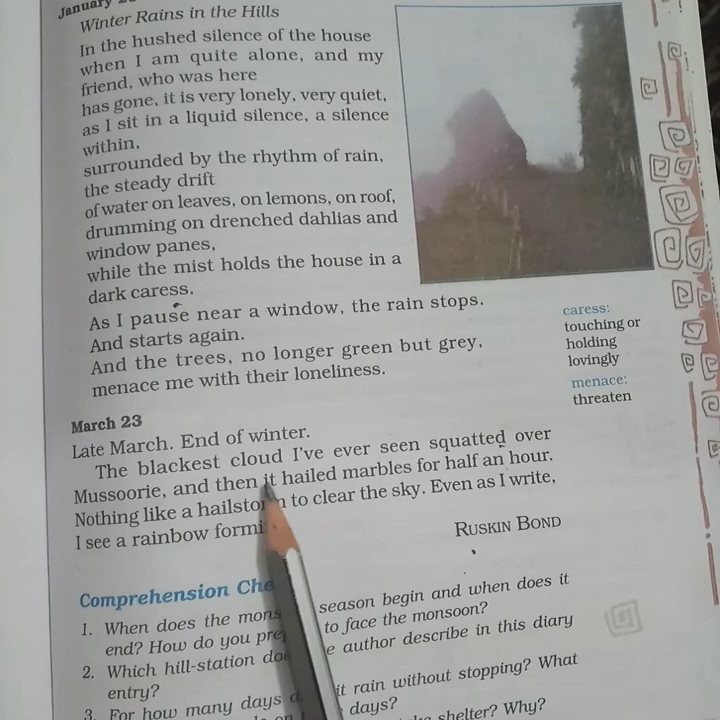 January
Winter Rains in the Hills
In the hushed silence of the house
when I am quite alone, and my
friend, who was here
has gone, it is very lonely, very quiet,
as I sit in a liquid silence, a silence
within,
surrounded by the rhythm of rain,
the steady drift
of water on leaves, on lemons, on roof,
drumming on drenched dahlias and
window panes,
while the mist holds the house in a
dark caress.
As I pause near a window, the rain stops.
And starts again.
And the trees, no longer green but grey,
menace me with their loneliness.
caress:
touching or
holding
lovingly
menace:
threaten
March 23
Late March. End of winter.
The blackest cloud I've ever seen squatted over
Mussoorie, and then it hailed marbles for half an hour.
Nothing like a hailstorm to clear the sky. Even as I write,
I see a rainbow
RUSKIN BOND
Comprehension
1. When does the season begin and when does it
end? How do you to face the monsoon?
2. Which hill-station author describe in this diary
entry?
3. For how many days it rain without stopping? What
days?
shelter? Why?